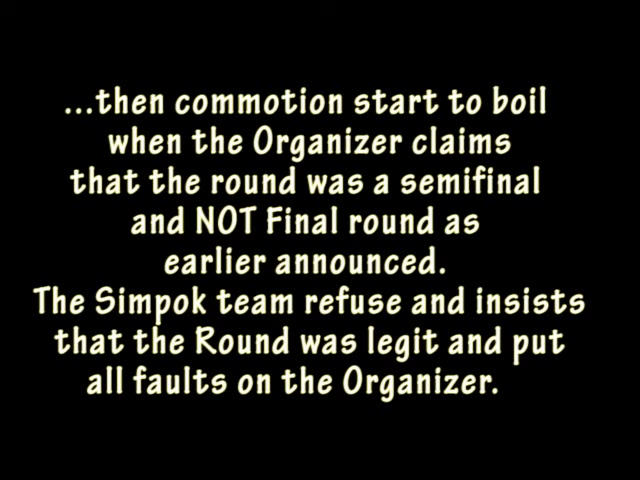 ...then commotion start to boil
when the Organizer claims
that the round was a semifinal
and NOT Final round as
earlier announced.
The Simpok team refuse and insists
that the Round was legit and put
all faults on the Organizer.